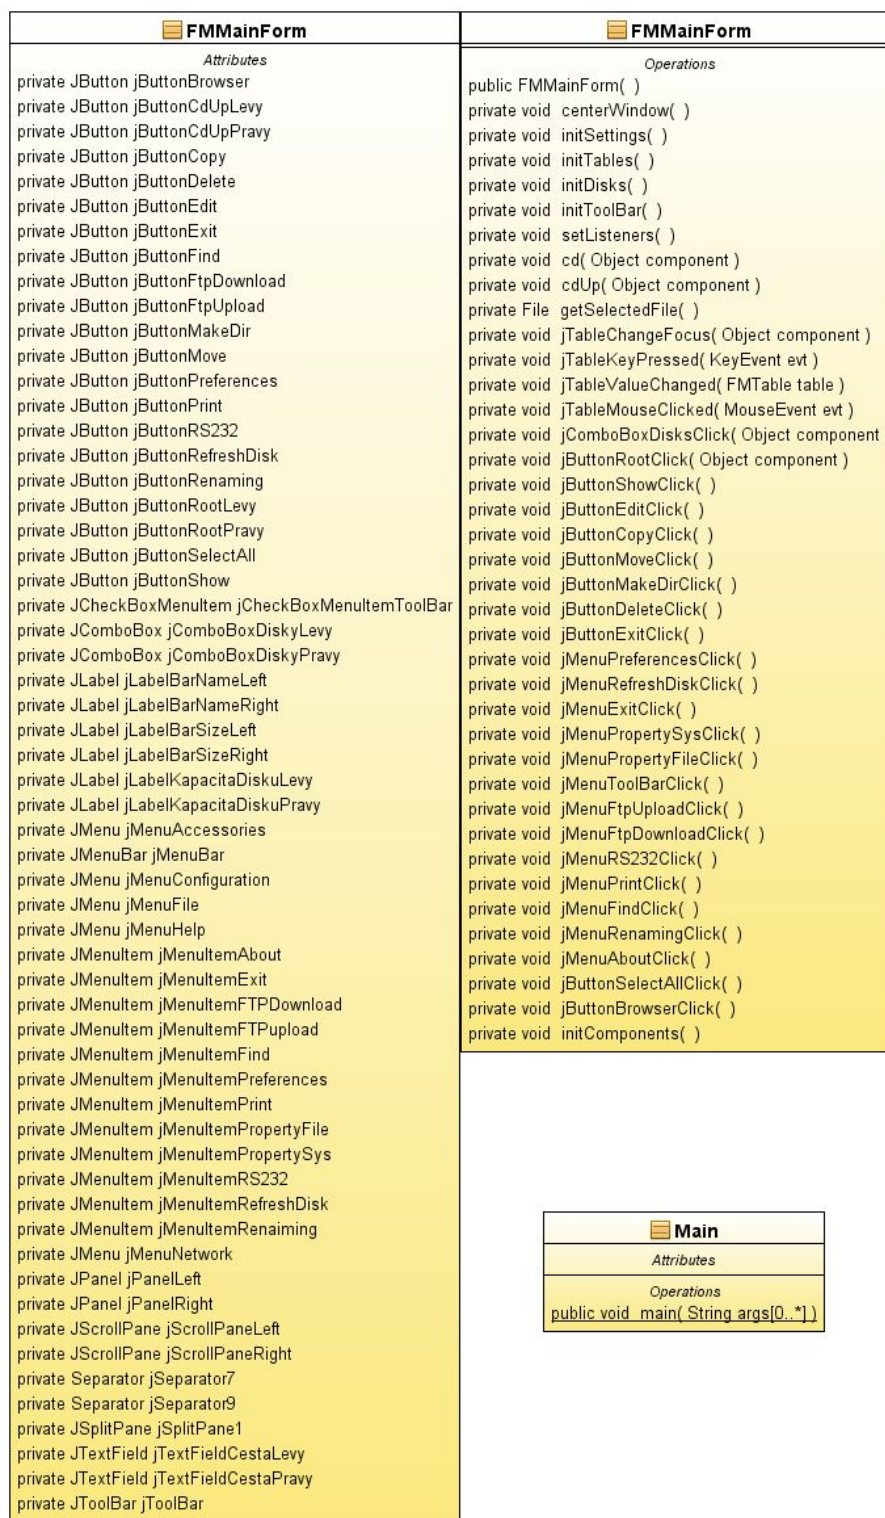 FMMainForm
Attributes
private JButton jButtonBrowser
private JButton jButtonCdUpLevy
private JButton jButtonCdUpPravy
private JButton jButtonCopy
private JButton jButtonDelete
private JButton jButtonEdit
private JButton jButtonExit
private JButton jButtonFind
private JButton jButtonFtpDownload
private JButton jButtonFtpUpload
private JButton jButtonMakeDir
private JButton jButtonMove
private JButton jButtonPreferences
private JButton jButtonPrint
private JButton jButtonRS232
private JButton jButtonRefreshDisk
private JButton jButtonRenaming
private JButton jButtonRootLevy
private JButton jButtonRootPravy
private JButton jButtonSelectAll
private JButton jButtonShow
private JCheckBoxMenuItem jCheckBoxMenuItemToolBar
private JComboBox jComboBoxDiskyLevy
private JComboBox jComboBoxDiskyPravy
private JLabel jLabelBarNameLeft
private JLabel jLabelBarNameRight
private JLabel jLabelBarSizeLeft
private JLabel jLabelBarSizeRight
private JLabel jLabelKapacitaDiskuLevy
private JLabel jLabelKapacitaDiskuPravy
private JMenu jMenuAccessories
private JMenuBar jMenuBar
private JMenu jMenuConfiguration
private JMenu jMenuFile
private JMenu jMenuHelp
private JMenuItem jMenuItemAbout
private JMenuItem jMenuItemExit
private JMenuItem jMenuItemFTPDownload
private JMenuItem jMenuItemFTPupload
private JMenuItem jMenuItemFind
private JMenuItem jMenuItemPreferences
private JMenuItem jMenuItemPrint
private JMenuItem jMenuItemPropertyFile
private JMenuItem jMenuItemPropertySys
private JMenuItem jMenuItemRS232
private JMenuItem jMenuItemRefreshDisk
private JMenuItem jMenuItemRenaiming
private JMenu jMenuNetwork
private JPanel jPanelLeft
private JPanel jPanelRight
private JScrollPane jScrollPaneLeft
private JScrollPane jScrollPaneRight
private Separator jSeparator7
private Separator jSeparator9
private JSplitPane jSplitPane1
private JTextField jTextFieldCestaLevy
private JTextField jTextFieldCestaPravy
private JToolBar jToolBar
FMMainForm
Operations
public FMMainForm( )
private void centerWindow( )
private void initSettings( )
private void initTables( )
private void initDisks( )
private void initToolBar( )
private void setListeners( )
private void cd( Object component )
private void cdUp( Object component )
private File getSelectedFile( )
private void jTableChangeFocus( Object component )
private void jTableKeyPressed( KeyEvent evt )
private void jTableValueChanged( FMTable table )
private void jTableMouseClicked( MouseEvent evt )
private void jComboBoxDisksClick( Object component
private void jButtonRootClick( Object component )
private void jButtonShowClick( )
private void jButtonEditClick( )
private void jButtonCopyClick( )
private void jButtonMoveClick( )
private void jButtonMakeDirClick( )
private void jButtonDeleteClick( )
private void jButtonExitClick( )
private void jMenuPreferencesClick( )
private void jMenuRefreshDiskClick( )
private void jMenuExitClick( )
private void jMenuPropertySysClick( )
private void jMenuPropertyFileClick( )
private void jMenuToolBarClick( )
private void jMenuFtpUploadClick( )
private void jMenuFtpDownloadClick( )
private void jMenuRS232Click( )
private void jMenuPrintClick( )
private void jMenuFindClick( )
private void jMenuRenamingClick( )
private void jMenuAboutClick( )
private void jButtonSelectAllClick( )
private void jButtonBrowserClick( )
private void initComponents( )
Main
Attributes
Operations
public void main( String args[0..*] )